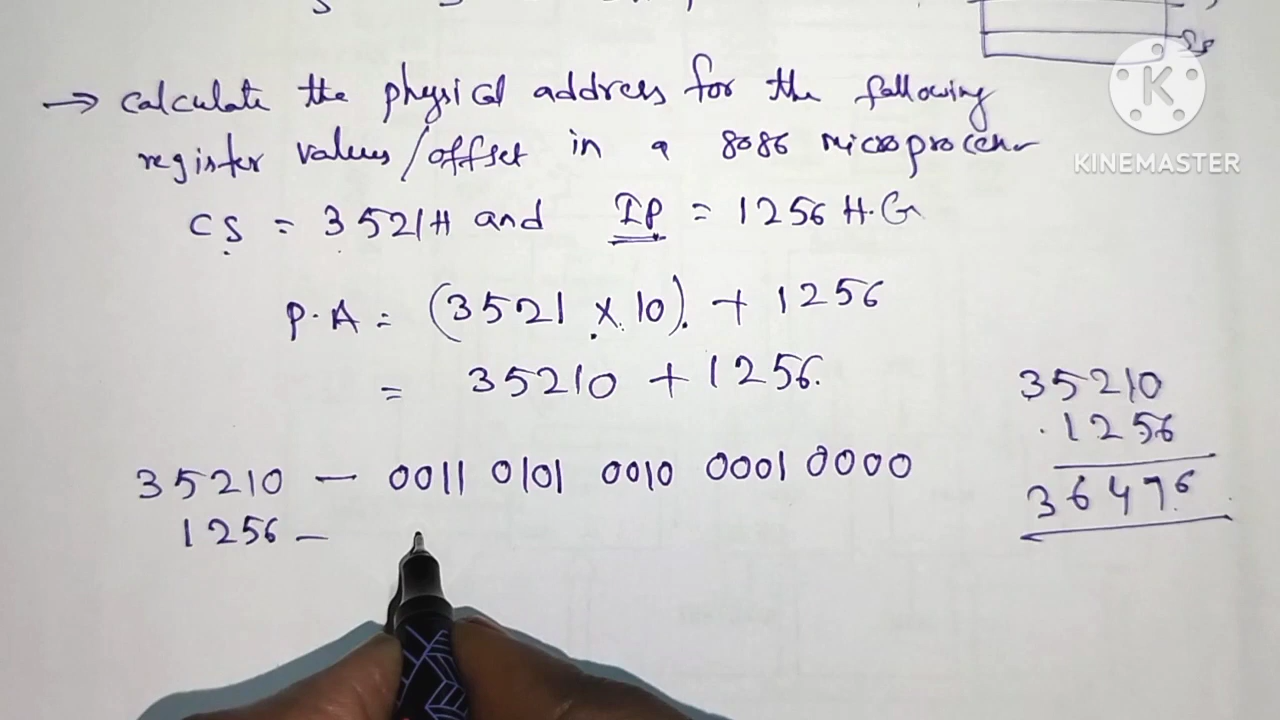 → calculate the physical address for the following
register values/offset in a 8086 microprocessor
CS = 3521H and IP = 1256 H.
P.A = (3521 × 10). + 1256
= 35210 + 1256.
35210
1256
36476
35210 - 0011 0101 0010 0001 0000
1256 -
K
KINEMASTER